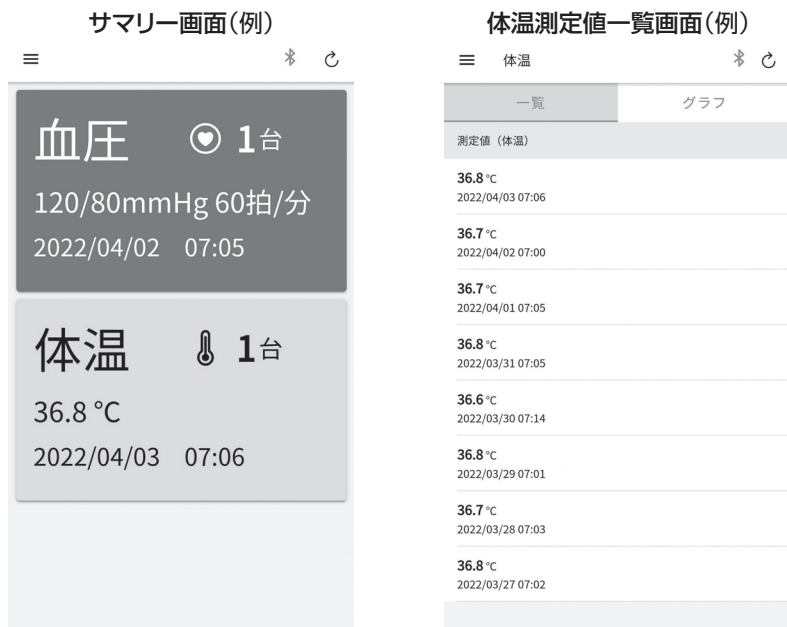 サマリー画面（例）
血圧 1台
120/80mmHg 60拍/分
2022/04/02 07:05
体温 1台
36.8 ℃
2022/04/03 07:06
体温測定値一覧画面（例）
体温
一覧 グラフ
測定値（体温）
36.8℃
2022/04/03 07:06
36.7℃
2022/04/02 07:00
36.7℃
2022/04/01 07:05
36.8℃
2022/03/31 07:05
36.6℃
2022/03/30 07:14
36.8℃
2022/03/29 07:01
36.7℃
2022/03/28 07:03
36.8℃
2022/03/27 07:02